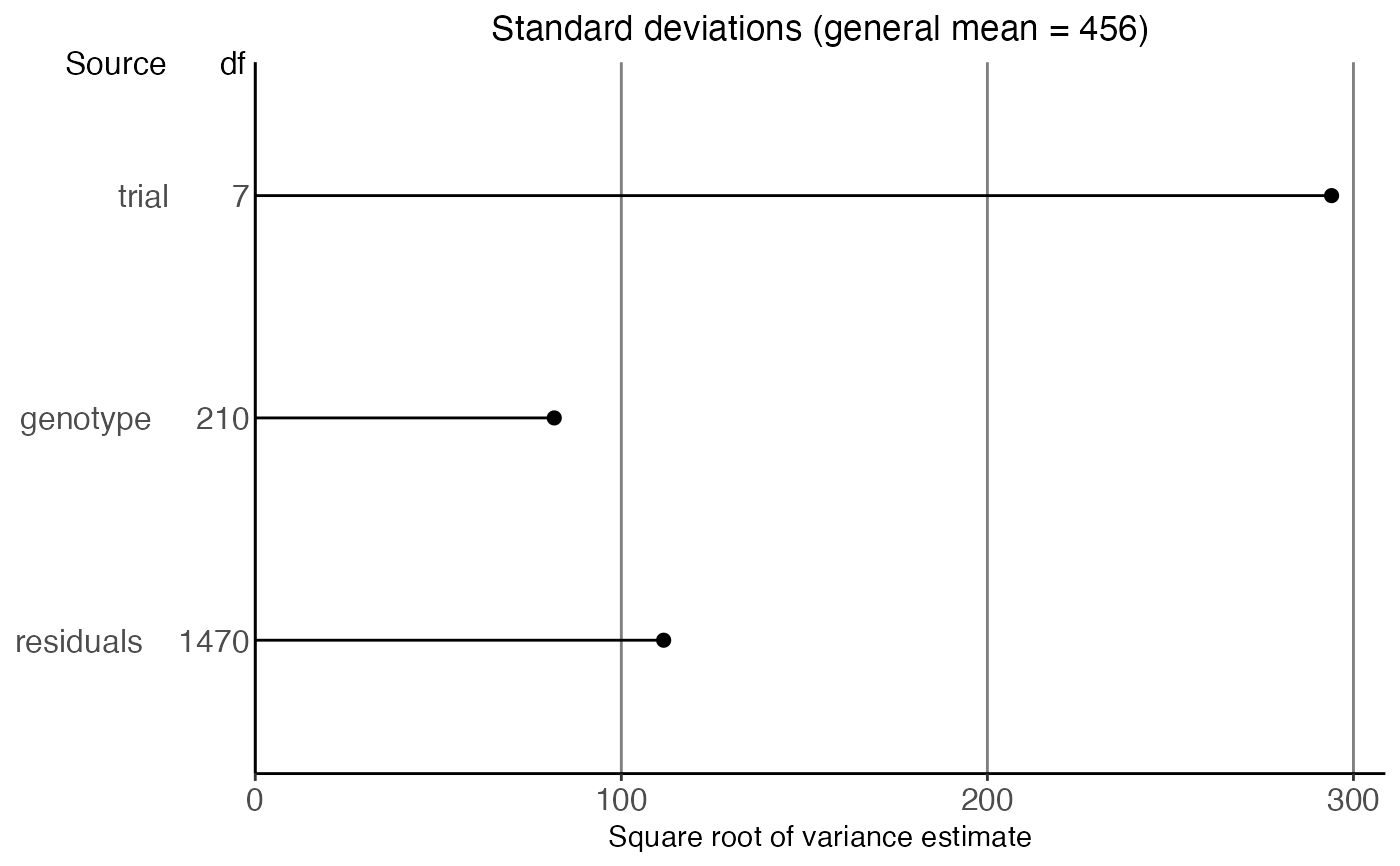 Standard deviations (general mean = 456)
Source df
trial 7
genotype 210
residuals 1470
0 100 200 300
Square root of variance estimate